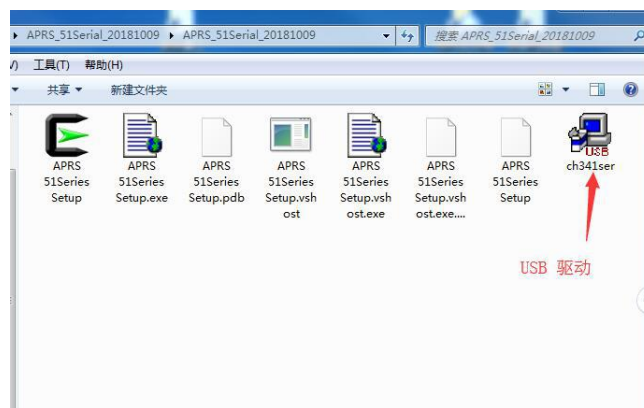 APRS_51Serial_20181009 ▸ APRS_51Serial_20181009
搜索 APRS_51Serial_20181009
V) 工具(T) 帮助(H)
共享 新建文件夹
APRS
51Series
Setup
APRS
51Series
Setup.exe
APRS
51Series
Setup.pdb
APRS
51Series
Setup.vsh
ost
APRS
51Series
Setup.vsh
ost.exe
APRS
51Series
Setup.vsh
ost.exe....
APRS
51Series
Setup
USB
ch341ser
USB 驱动